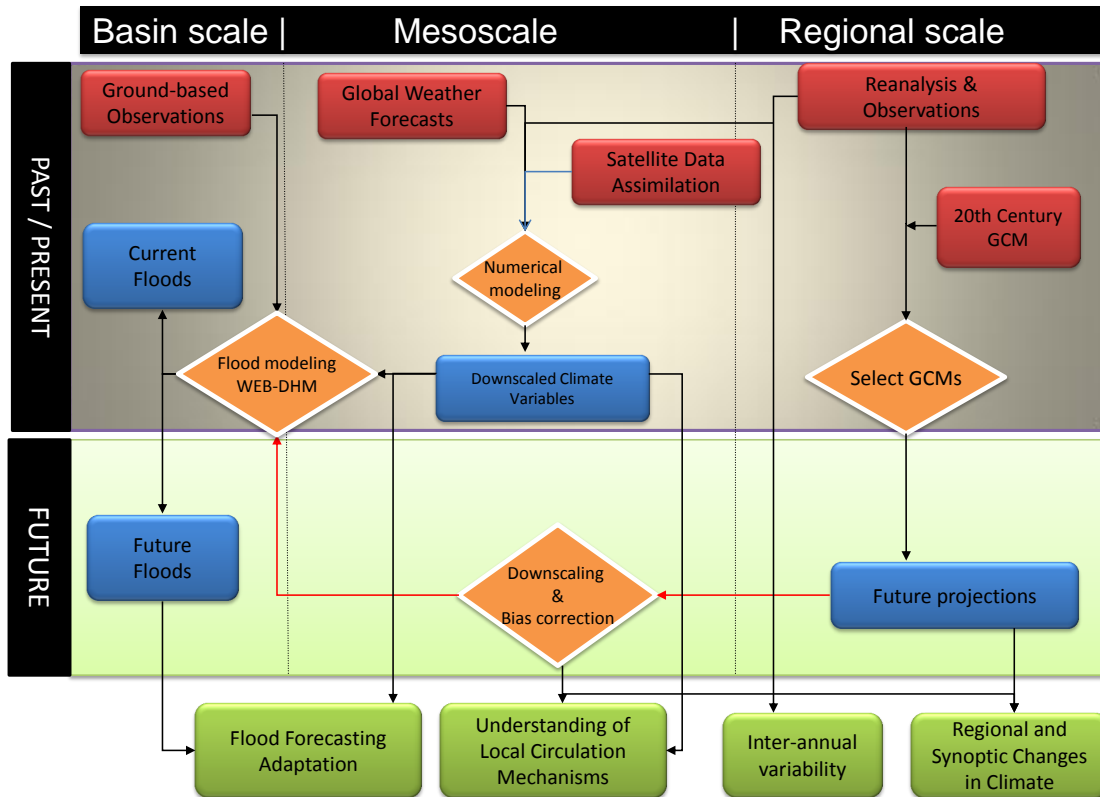 Basin scale |
Mesoscale
| Regional scale
PAST / PRESENT
Ground-based
Observations
Global Weather
Forecasts
Reanalysis &
Observations
Satellite Data
Assimilation
20th Century
GCM
Current
Floods
Numerical
modeling
Flood modeling
WEB-DHM
Downscaled Climate
Variables
Select GCMs
FUTURE
Future
Floods
Downscaling
&
Bias correction
Future projections
Flood Forecasting
Adaptation
Understanding of
Local Circulation
Mechanisms
Inter-annual
variability
Regional and
Synoptic Changes
in Climate